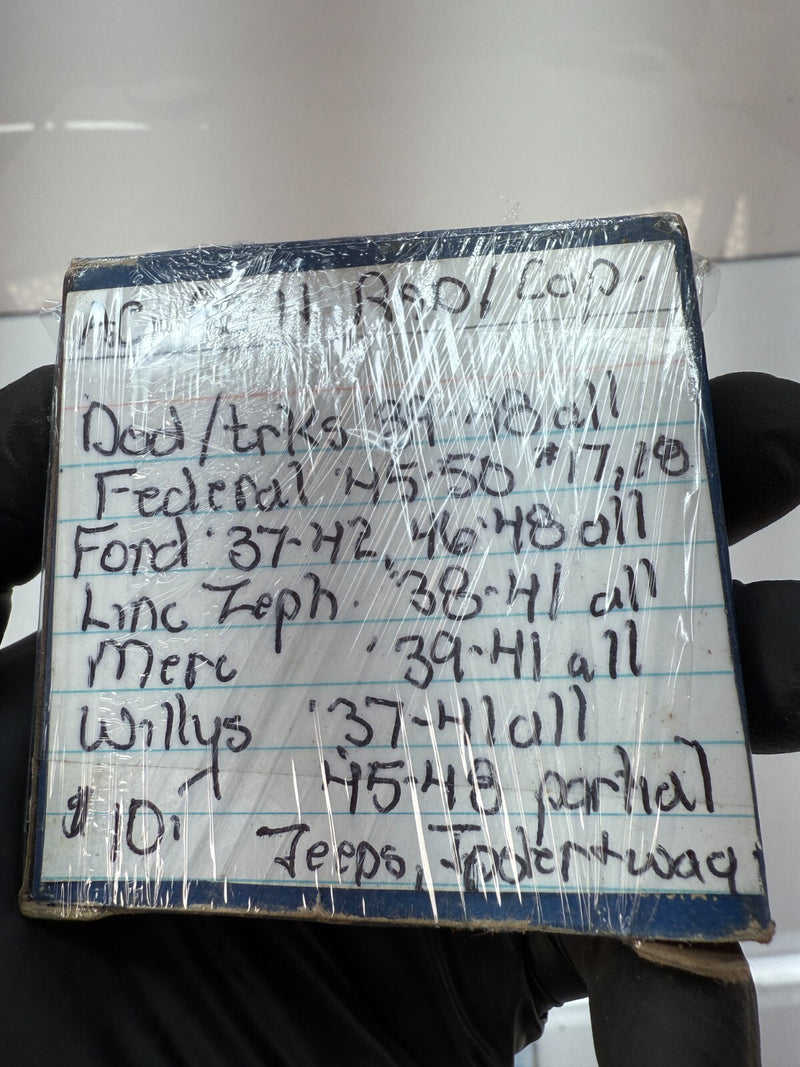 AC 11 Repl Cap.
Dod/trks '39-48 all
Federal '45-50 #17,18
Ford '37-42, 46-48 all
Linc Zeph. '38-41 all
Merc '39-41 all
Willys '37-41 all
'45-48 partial
$10. Jeeps, + wag